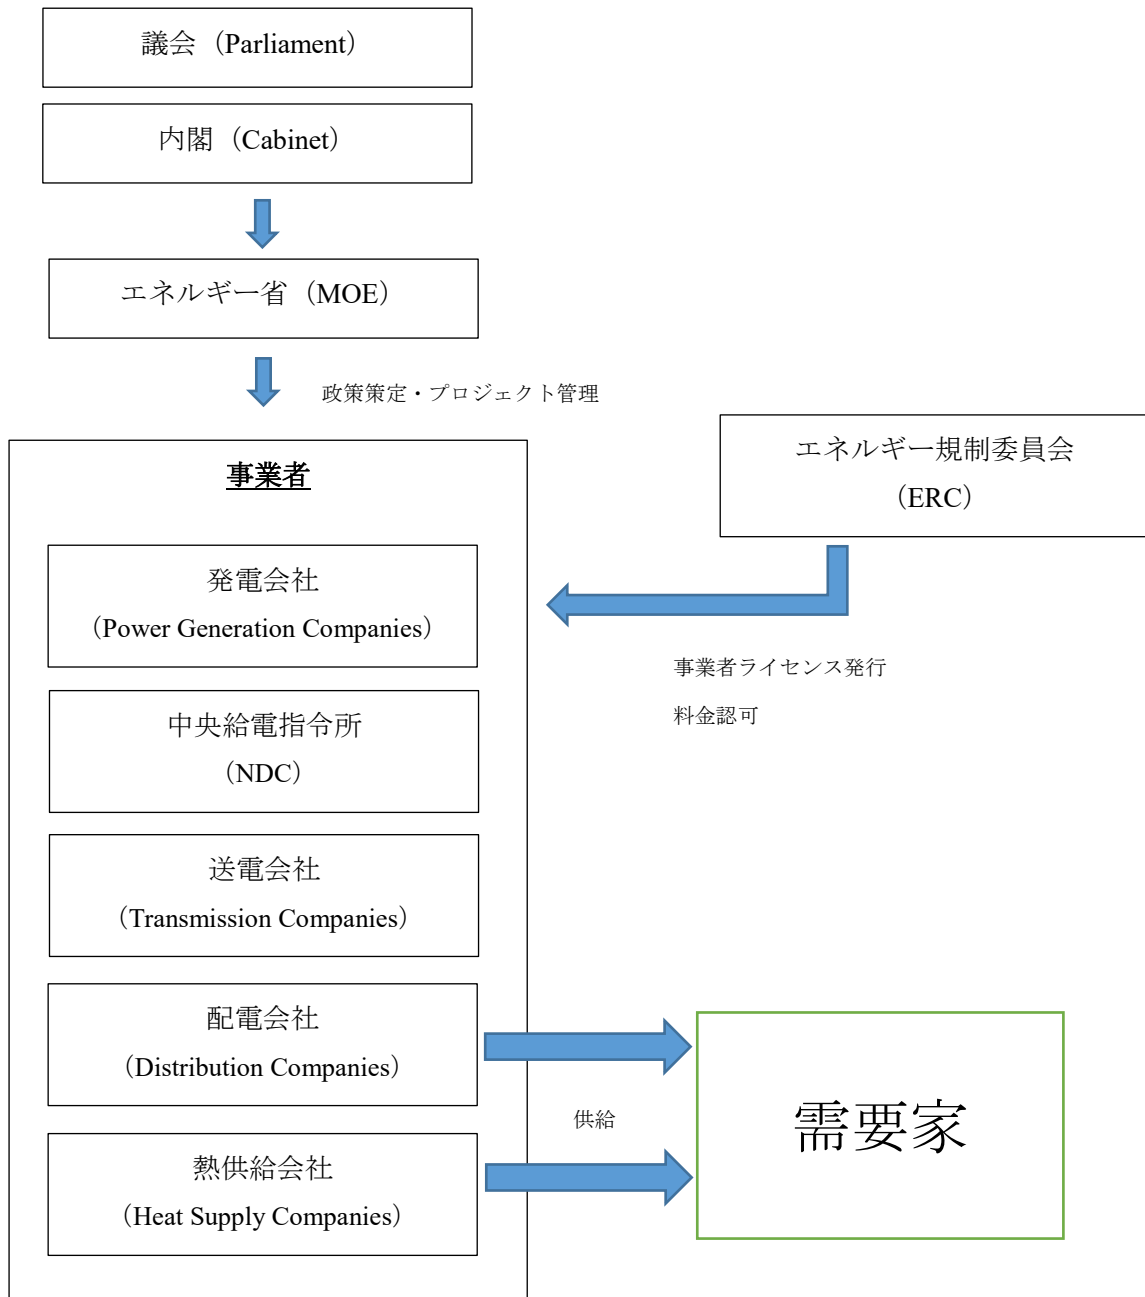 議会（Parliament）
内閣（Cabinet）
エネルギー省（MOE）
政策策定・プロジェクト管理
エネルギー規制委員会
（ERC）
事業者
発電会社
（Power Generation Companies）
事業者ライセンス発行
料金認可
中央給電指令所
（NDC）
送電会社
（Transmission Companies）
配電会社
（Distribution Companies）
供給
需要家
熱供給会社
（Heat Supply Companies）